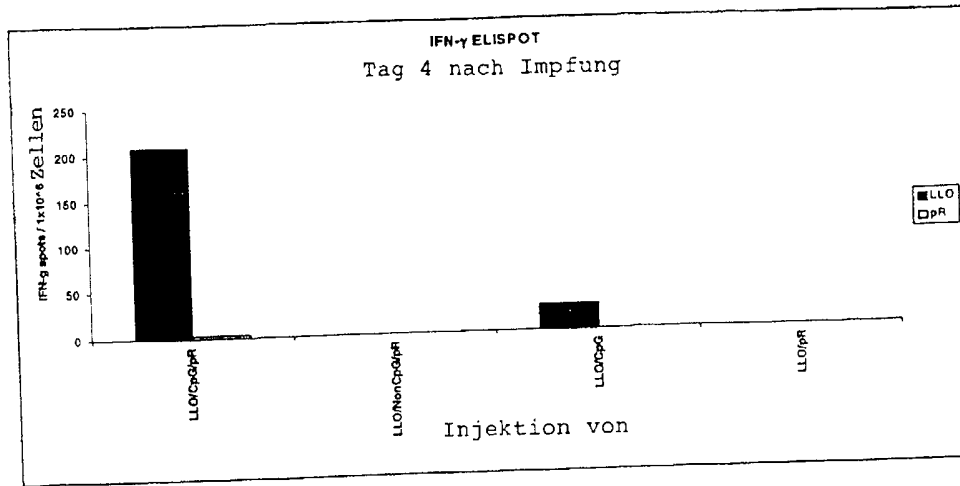 IFN-γ ELISPOT
Tag 4 nach Impfung
IFN-g spots / 1x10^6 Zellen
250
200
150
100
50
0
LLO
pR
LLO/CpG/pR
LLO/NonCpG/pR
LLO/CpG
LLO/pR
Injektion von